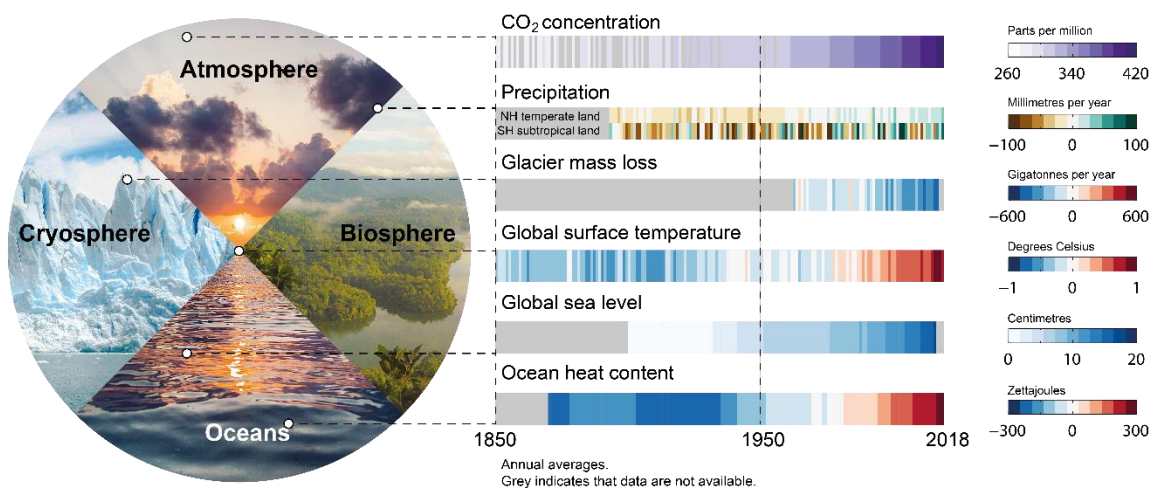 Atmosphere
Cryosphere
Biosphere
Oceans
CO₂ concentration
Precipitation
NH temperate land
SH subtropical land
Glacier mass loss
Global surface temperature
Global sea level
Ocean heat content
1850
1950
2018
Annual averages.
Grey indicates that data are not available.
Parts per million
260 340 420
Millimetres per year
−100 0 100
Gigatonnes per year
−600 0 600
Degrees Celsius
−1 0 1
Centimetres
0 10 20
Zettajoules
−300 0 300